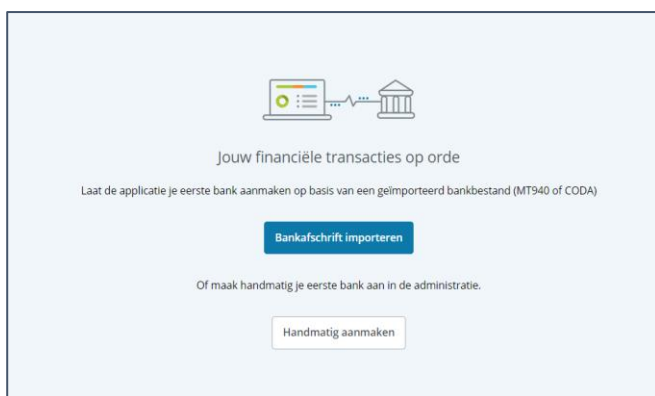 Jouw financiële transacties op orde
Laat de applicatie je eerste bank aanmaken op basis van een geïmporteerd bankbestand (MT940 of CODA)
Bankafschrift importeren
Of maak handmatig je eerste bank aan in de administratie.
Handmatig aanmaken